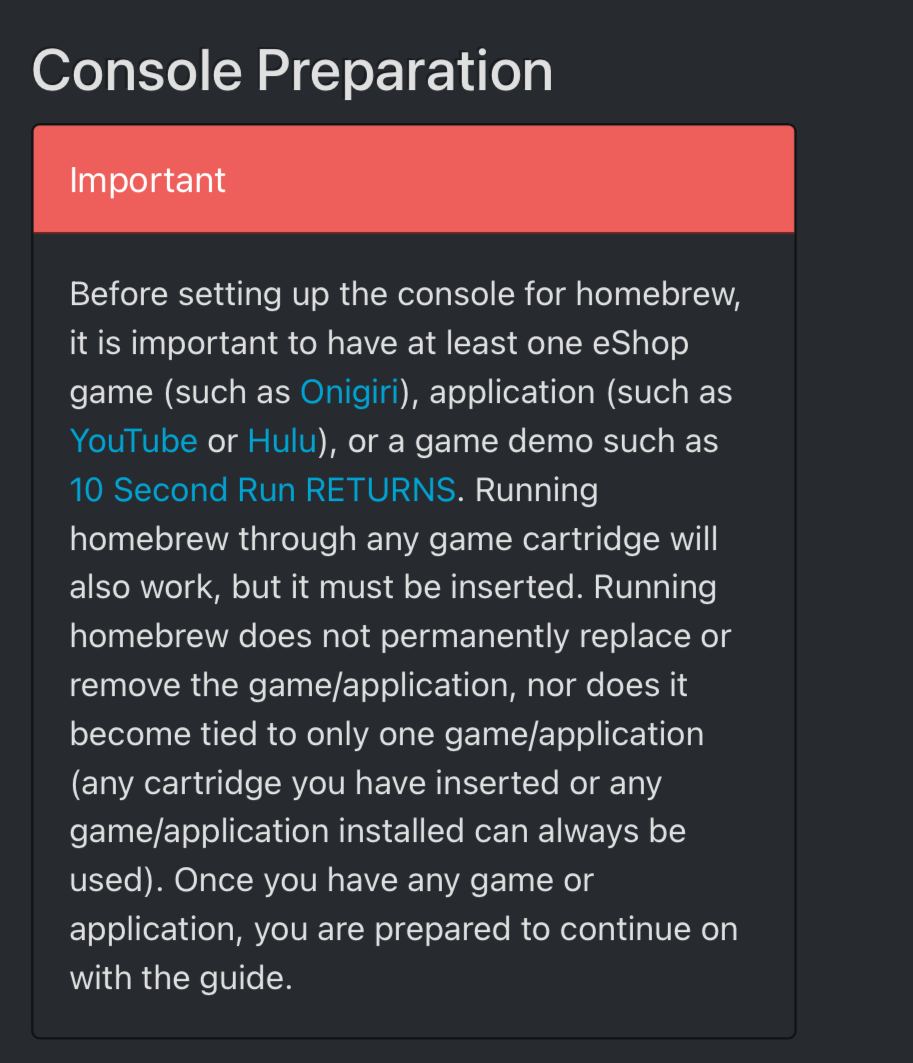 Console Preparation
Important
Before setting up the console for homebrew,
it is important to have at least one eShop
game (such as Onigiri), application (such as
YouTube or Hulu), or a game demo such as
10 Second Run RETURNS. Running
homebrew through any game cartridge will
also work, but it must be inserted. Running
homebrew does not permanently replace or
remove the game/application, nor does it
become tied to only one game/application
(any cartridge you have inserted or any
game/application installed can always be
used). Once you have any game or
application, you are prepared to continue on
with the guide.